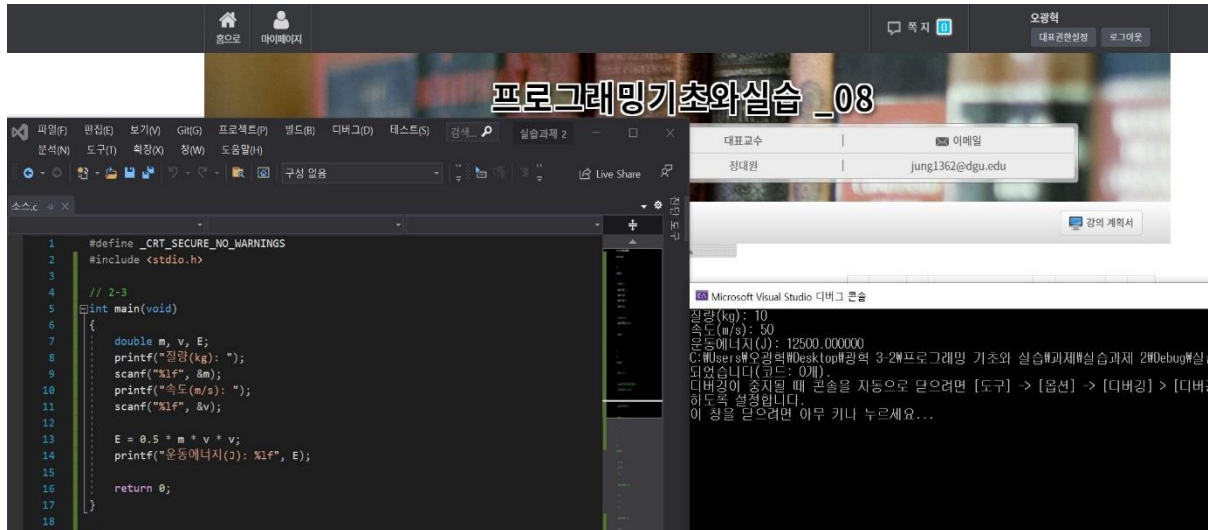 홈으로
마이페이지
쪽지 0
오광혁
대표권한설정 로그아웃
프로그래밍기초와실습 _08
대표교수 | 이메일
정대원 | jung1362@dgu.edu
강의 계획서
파일(F) 편집(E) 보기(V) Git(G) 프로젝트(P) 빌드(B) 디버그(D) 테스트(S) 검색... 실습과제 2
분석(N) 도구(T) 확장(X) 창(W) 도움말(H)
구성 없음 Live Share
소스.c
진단 도구
1 #define _CRT_SECURE_NO_WARNINGS
2 #include <stdio.h>
3
4 // 2-3
5 int main(void)
6 {
7 double m, v, E;
8 printf("질량(kg): ");
9 scanf("%lf", &m);
10 printf("속도(m/s): ");
11 scanf("%lf", &v);
12
13 E = 0.5 * m * v * v;
14 printf("운동에너지(J): %lf", E);
15
16 return 0;
17 }
18
Microsoft Visual Studio 디버그 콘솔
질량(kg): 10
속도(m/s): 50
운동에너지(J): 12500.000000
C:₩Users₩오광혁₩Desktop₩광혁 3-2₩프로그래밍 기초와 실습₩과제₩실습과제 2₩Debug₩실
되었습니다(코드: 0개).
디버깅이 중지될 때 콘솔을 자동으로 닫으려면 [도구] -> [옵션] -> [디버깅] > [디버
하도록 설정합니다.
이 창을 닫으려면 아무 키나 누르세요...